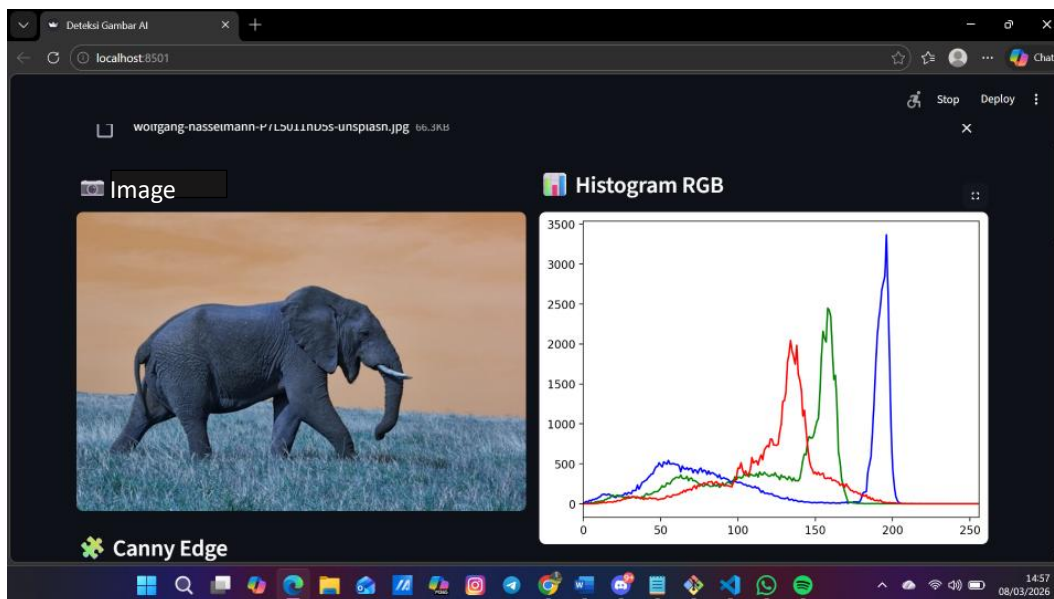 Deteksi Gambar AI
localhost:8501
Chat
Stop Deploy
66.3KB
Image
Histogram RGB
3500
3000
2500
2000
1500
1000
500
0
0 50 100 150 200 250
Canny Edge
14:57
08/03/2026